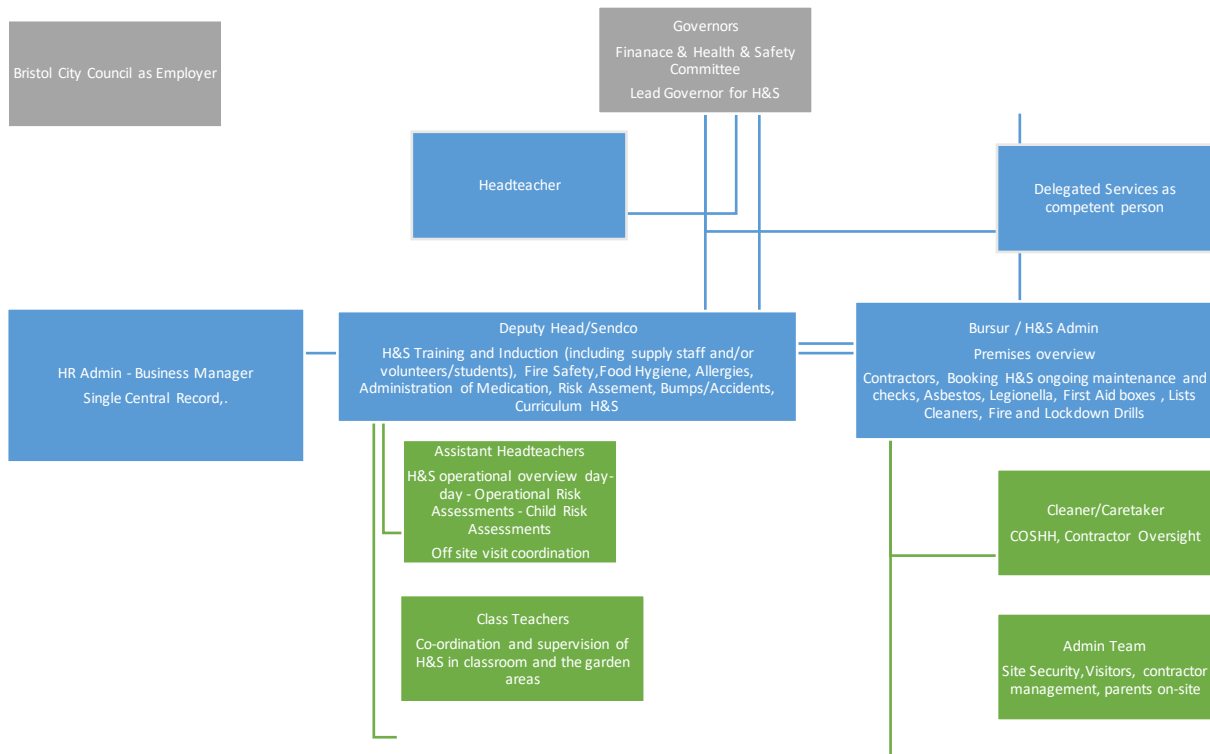 Bristol City Council as Employer
Governors
Finanace & Health & Safety
Committee
Lead Governor for H&S
Headteacher
Delegated Services as
competent person
HR Admin - Business Manager
Single Central Record,.
Deputy Head/Sendco
H&S Training and Induction (including supply staff and/or
volunteers/students), Fire Safety,Food Hygiene, Allergies,
Administration of Medication, Risk Assement, Bumps/Accidents,
Curriculum H&S
Bursur / H&S Admin
Premises overview
Contractors, Booking H&S ongoing maintenance and
checks, Asbestos, Legionella, First Aid boxes , Lists
Cleaners, Fire and Lockdown Drills
Assistant Headteachers
H&S operational overview day-
day - Operational Risk
Assessments - Child Risk
Assessments
Off site visit coordination
Cleaner/Caretaker
COSHH, Contractor Oversight
Class Teachers
Co-ordination and supervision of
H&S in classroom and the garden
areas
Admin Team
Site Security,Visitors, contractor
management, parents on-site